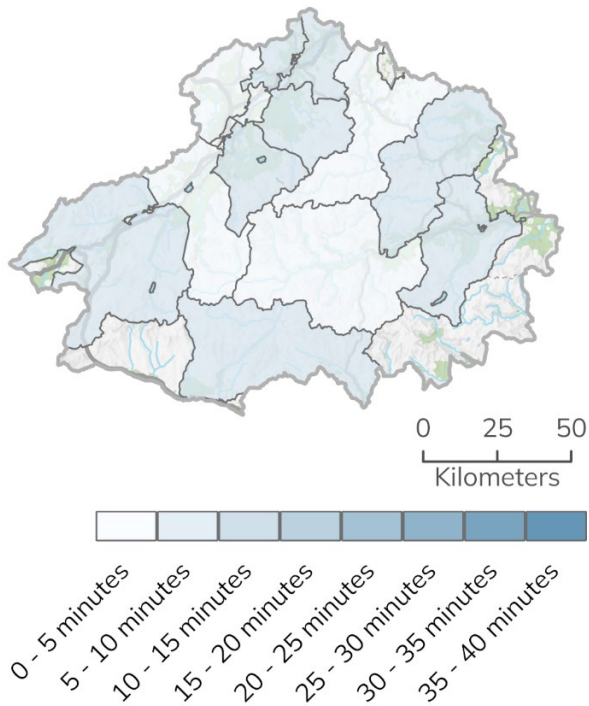 0 25 50
Kilometers
0 - 5 minutes
5 - 10 minutes
10 - 15 minutes
15 - 20 minutes
20 - 25 minutes
25 - 30 minutes
30 - 35 minutes
35 - 40 minutes